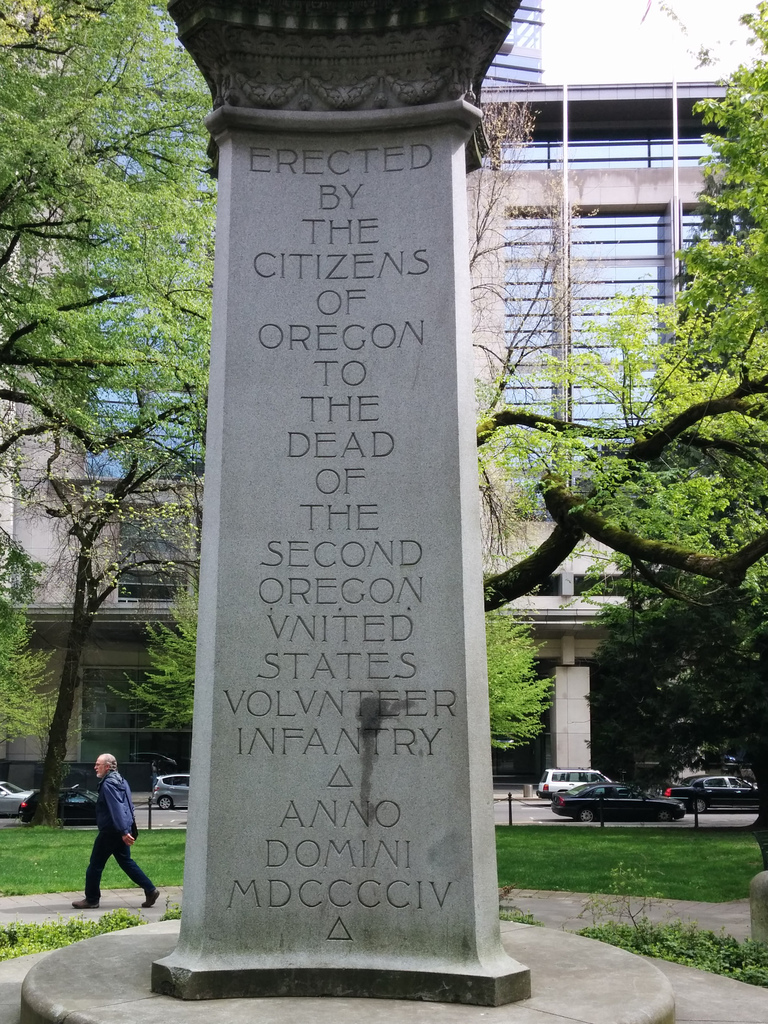 ERECTED
BY
THE
CITIZENS
OF
OREGON
TO
THE
DEAD
OF
THE
SECOND
OREGON
VNITED
STATES
VOLVNTEER
INFANTRY
ANNO
DOMINI
MDCCCCIV